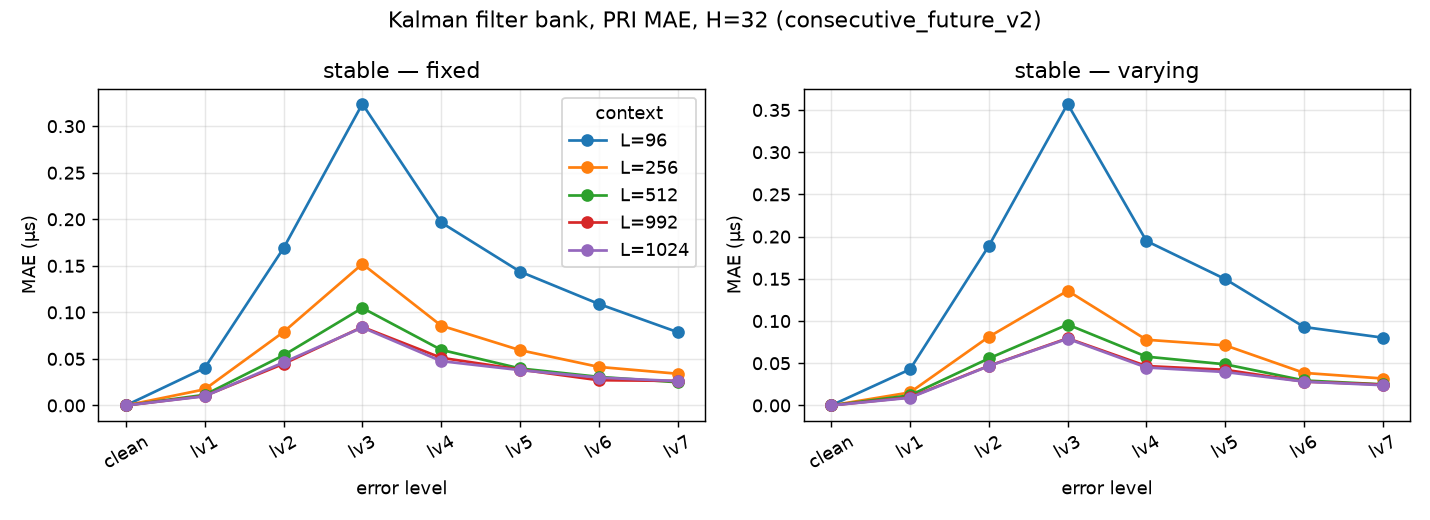 Kalman filter bank, PRI MAE, H=32 (consecutive_future_v2)
stable — fixed
MAE (µs)
0.30
0.25
0.20
0.15
0.10
0.05
0.00
context
L=96
L=256
L=512
L=992
L=1024
clean lv1 lv2 lv3 lv4 lv5 lv6 lv7
error level
stable — varying
MAE (µs)
0.35
0.30
0.25
0.20
0.15
0.10
0.05
0.00
clean lv1 lv2 lv3 lv4 lv5 lv6 lv7
error level